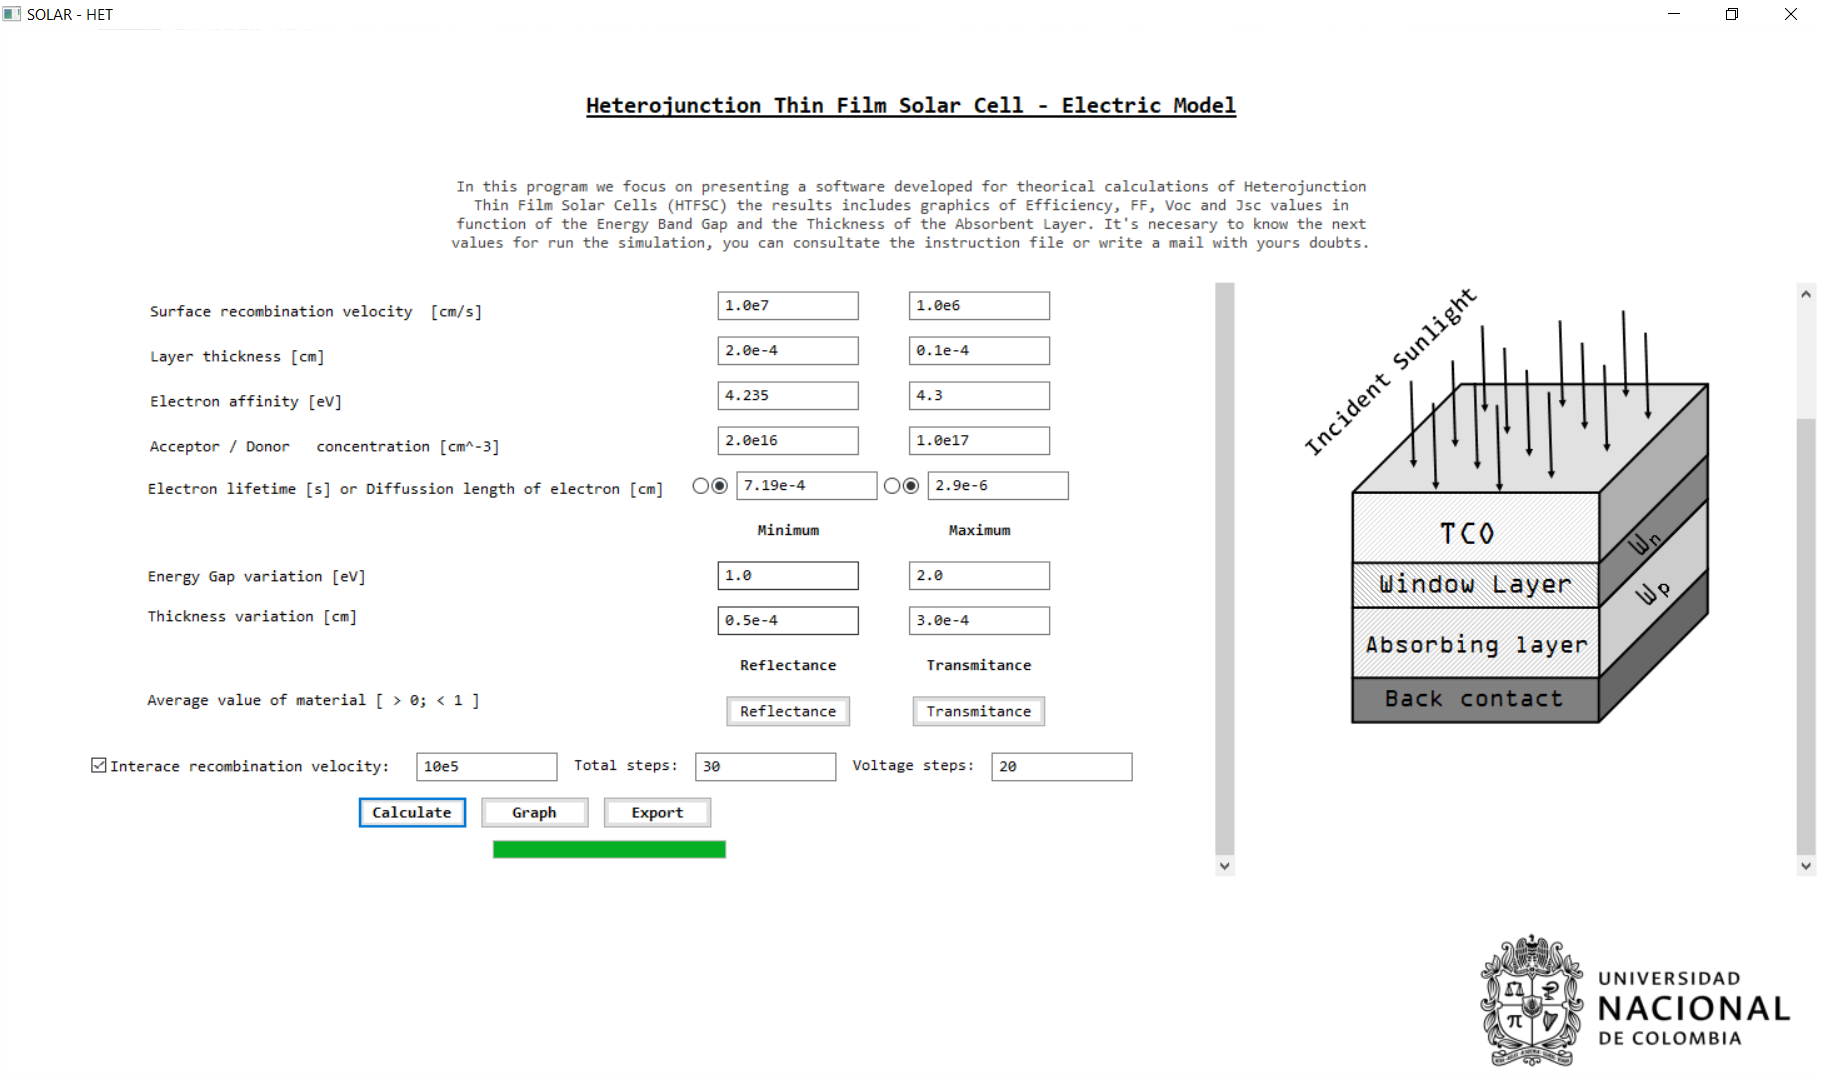 SOLAR - HET
Heterojunction Thin Film Solar Cell - Electric Model
In this program we focus on presenting a software developed for theorical calculations of Heterojunction
Thin Film Solar Cells (HTFSC) the results includes graphics of Efficiency, FF, Voc and Jsc values in
function of the Energy Band Gap and the Thickness of the Absorbent Layer. It's necesary to know the next
values for run the simulation, you can consultate the instruction file or write a mail with yours doubts.
Surface recombination velocity [cm/s] 1.0e7 1.0e6
Layer thickness [cm] 2.0e-4 0.1e-4
Electron affinity [eV] 4.235 4.3
Acceptor / Donor concentration [cm^-3] 2.0e16 1.0e17
Electron lifetime [s] or Diffussion length of electron [cm] 7.19e-4 2.9e-6
Minimum Maximum
Energy Gap variation [eV] 1.0 2.0
Thickness variation [cm] 0.5e-4 3.0e-4
Reflectance Transmitance
Average value of material [ > 0; < 1 ] Reflectance Transmitance
Interace recombination velocity: 10e5 Total steps: 30 Voltage steps: 20
Calculate Graph Export
Incident Sunlight
TCO
Window Layer
Wn
Absorbing layer
Wp
Back contact
UNIVERSIDAD
NACIONAL
DE COLOMBIA